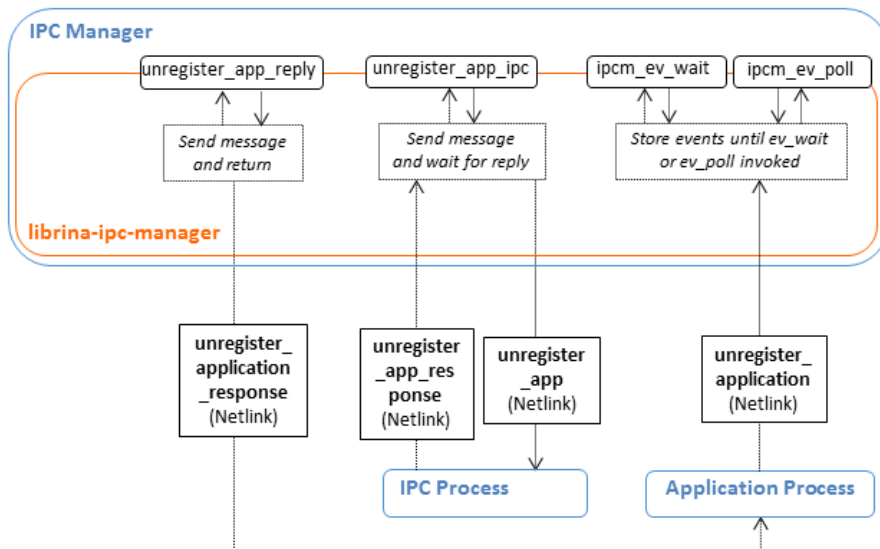 IPC Manager
unregister_app_reply
unregister_app_ipc
ipcm_ev_wait
ipcm_ev_poll
Send message
and return
Send message
and wait for reply
Store events until ev_wait
or ev_poll invoked
librina-ipc-manager
unregister_
application
_response
(Netlink)
unregister
_app_res
ponse
(Netlink)
unregister
_app
(Netlink)
unregister_
application
(Netlink)
IPC Process
Application Process